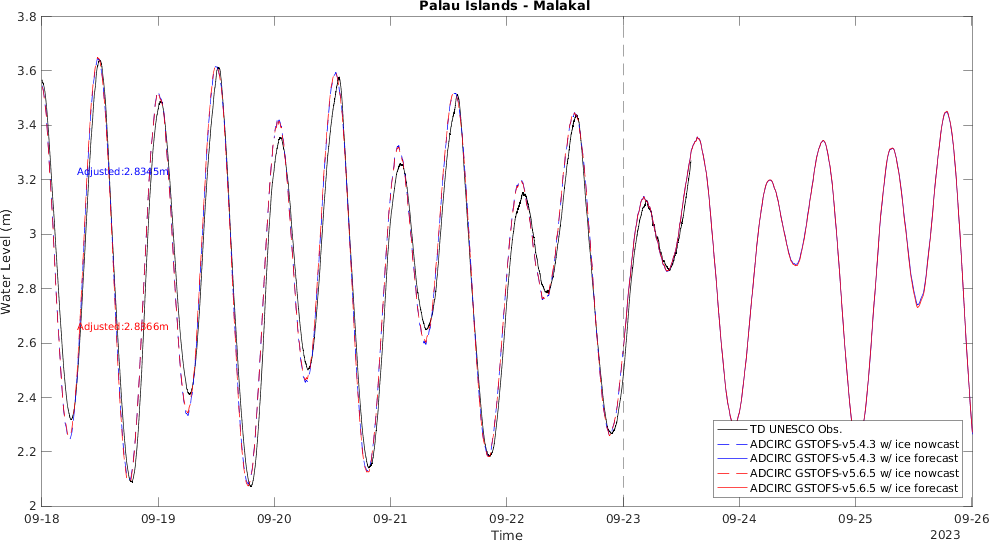 Palau Islands - Malakal
3.8
3.6
3.4
3.2
3
2.8
2.6
2.4
2.2
2
Water Level (m)
Adjusted:2.8345m
Adjusted:2.8366m
TD UNESCO Obs.
ADCIRC GSTOFS-v5.4.3 w/ ice nowcast
ADCIRC GSTOFS-v5.4.3 w/ ice forecast
ADCIRC GSTOFS-v5.6.5 w/ ice nowcast
ADCIRC GSTOFS-v5.6.5 w/ ice forecast
09-18 09-19 09-20 09-21 09-22 09-23 09-24 09-25 09-26
Time
2023